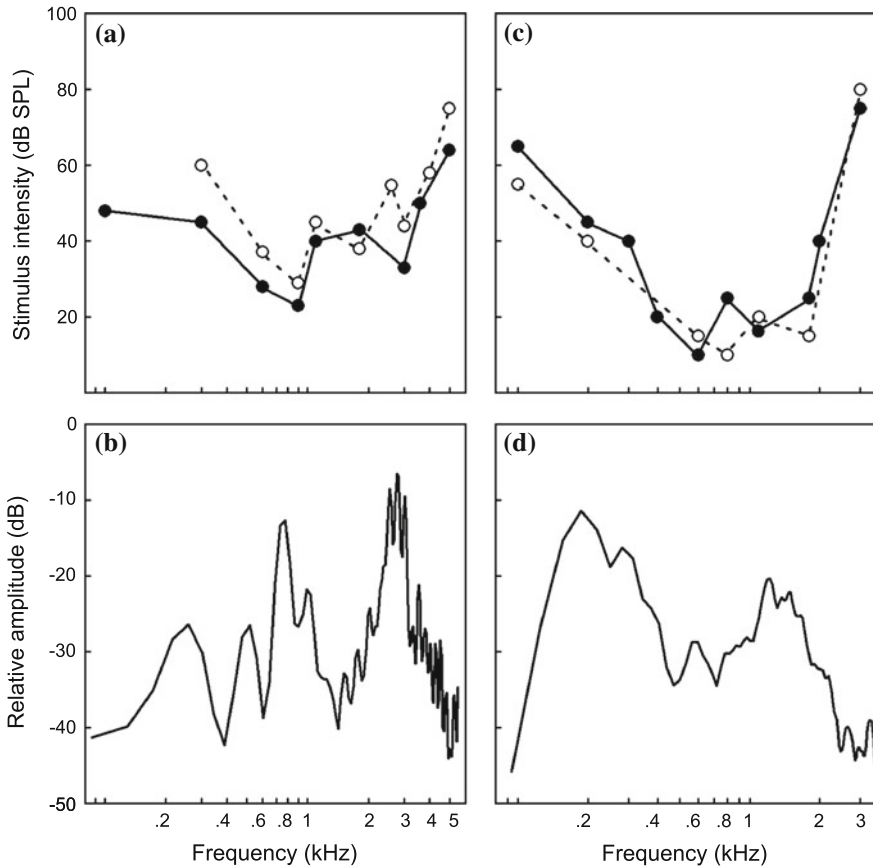 (a)
(c)
Stimulus intensity (dB SPL)
100
80
60
40
20
(b)
(d)
Relative amplitude (dB)
0
-10
-20
-30
-40
-50
.2 .4 .6 .8 1 2 3 4 5
.2 .4 .6 .8 1 2 3
Frequency (kHz)
Frequency (kHz)